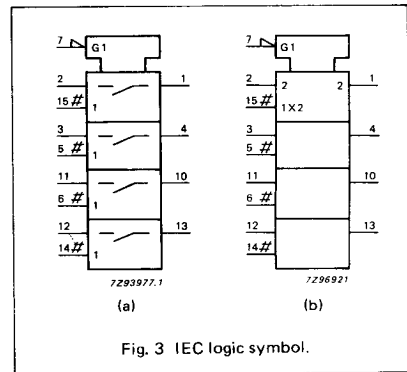 7 G1 7 G1
2 1 2 2 2 1
15 # 1 15 # 1X2
3 4 3 4
5 # 1 5 #
11 10 11 10
6 # 1 6 #
12 13 12 13
14 # 1 14 #
7Z93977.1 7Z96921
(a) (b)
Fig. 3 IEC logic symbol.